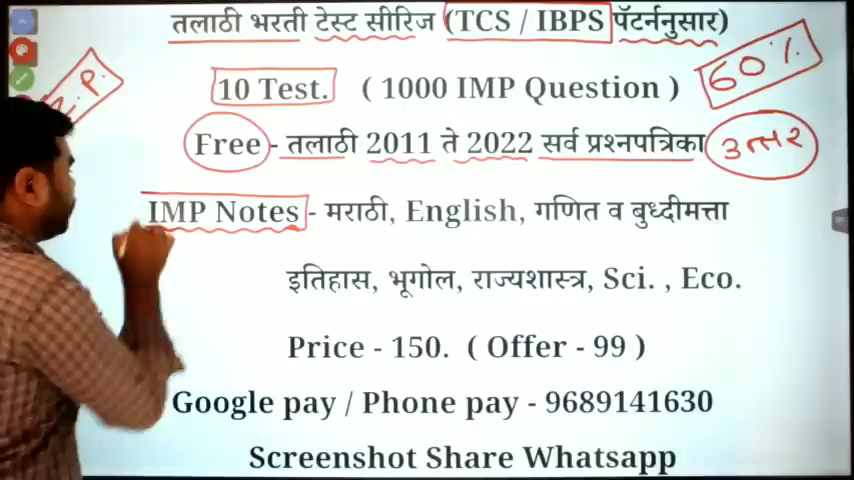 तलाठी भरती टेस्ट सीरिज (TCS / IBPS पॅटर्ननुसार)
60%
10 Test. ( 1000 IMP Question )
P.
Free - तलाठी 2011 ते 2022 सर्व प्रश्नपत्रिका
उत्तर
IMP Notes - मराठी, English, गणित व बुध्दीमत्ता
इतिहास, भूगोल, राज्यशास्त्र, Sci. , Eco.
Price - 150. ( Offer - 99 )
Google pay / Phone pay - 9689141630
Screenshot Share Whatsapp